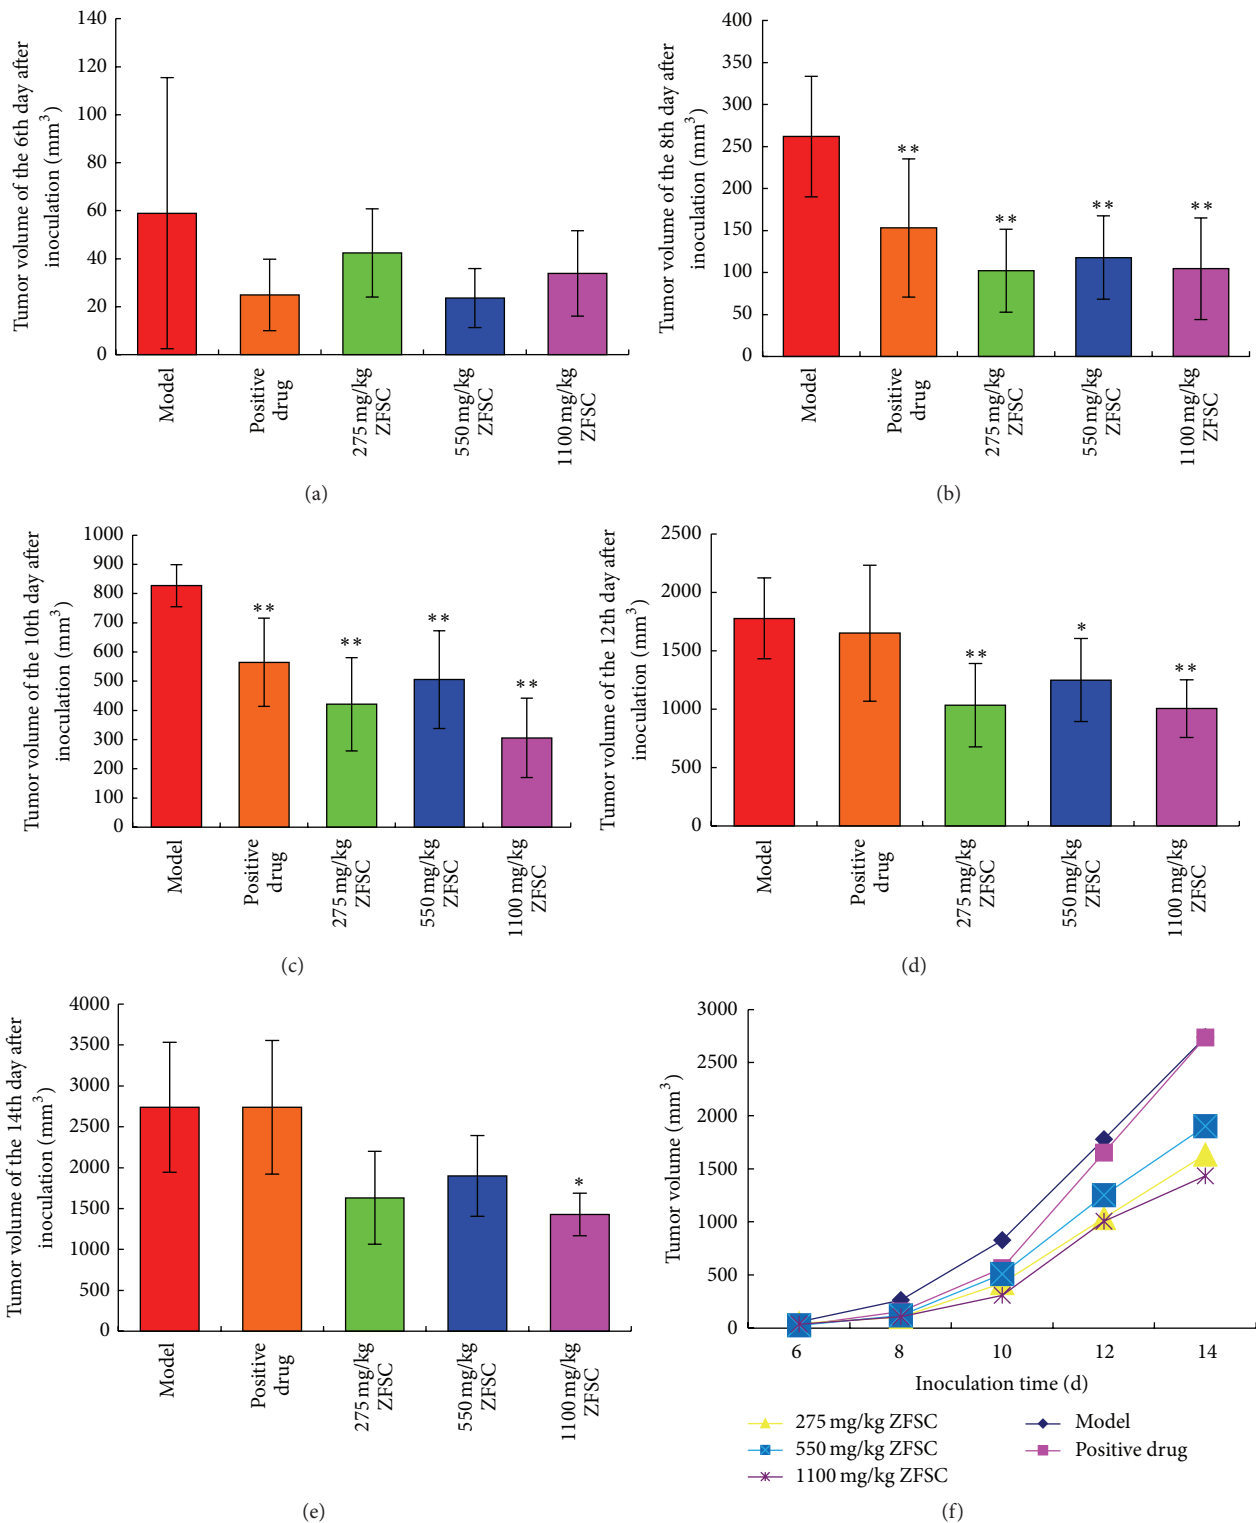 Tumor volume of the 6th day after
inoculation (mm³)
140
120
100
80
60
40
20
0
Model
Positive
drug
275 mg/kg
ZFSC
550 mg/kg
ZFSC
1100 mg/kg
ZFSC
(a)
Tumor volume of the 8th day after
inoculation (mm³)
400
350
300
250
200
150
100
50
0
**
**
**
**
Model
Positive
drug
275 mg/kg
ZFSC
550 mg/kg
ZFSC
1100 mg/kg
ZFSC
(b)
Tumor volume of the 10th day after
inoculation (mm³)
1000
900
800
700
600
500
400
300
200
100
0
**
**
**
**
Model
Positive
drug
275 mg/kg
ZFSC
550 mg/kg
ZFSC
1100 mg/kg
ZFSC
(c)
Tumor volume of the 12th day after
inoculation (mm³)
2500
2000
1500
1000
500
0
**
*
**
Model
Positive
drug
275 mg/kg
ZFSC
550 mg/kg
ZFSC
1100 mg/kg
ZFSC
(d)
Tumor volume of the 14th day after
inoculation (mm³)
4000
3500
3000
2500
2000
1500
1000
500
0
*
Model
Positive
drug
275 mg/kg
ZFSC
550 mg/kg
ZFSC
1100 mg/kg
ZFSC
(e)
Tumor volume (mm³)
3000
2500
2000
1500
1000
500
0
6 8 10 12 14
Inoculation time (d)
275 mg/kg ZFSC
550 mg/kg ZFSC
1100 mg/kg ZFSC
Model
Positive drug
(f)